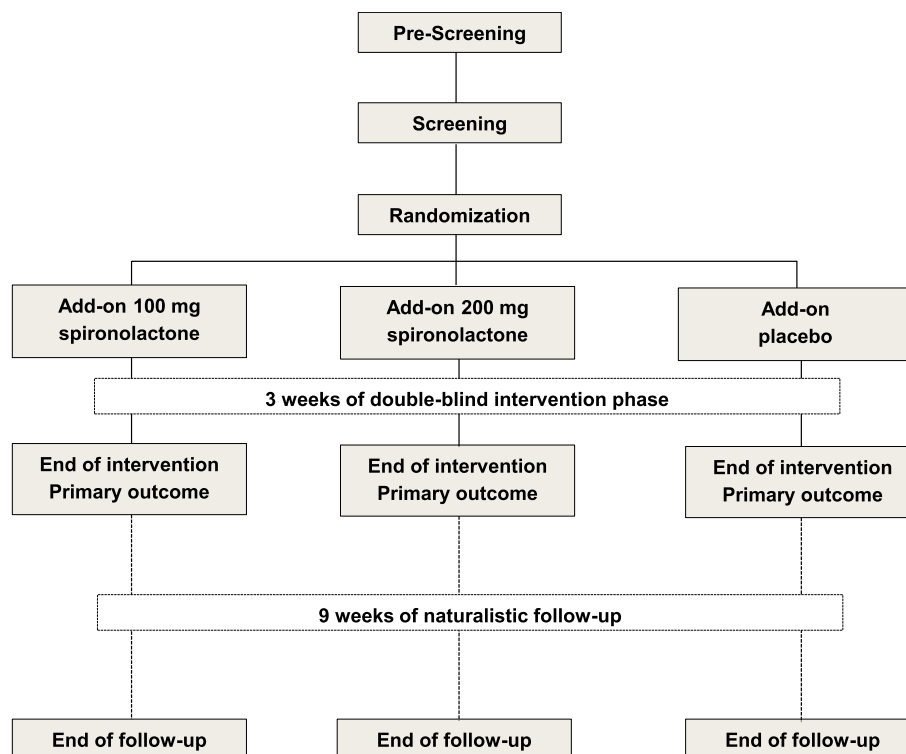 Pre-Screening
Screening
Randomization
Add-on 100 mg
spironolactone
Add-on 200 mg
spironolactone
Add-on
placebo
3 weeks of double-blind intervention phase
End of intervention
Primary outcome
End of intervention
Primary outcome
End of intervention
Primary outcome
9 weeks of naturalistic follow-up
End of follow-up
End of follow-up
End of follow-up